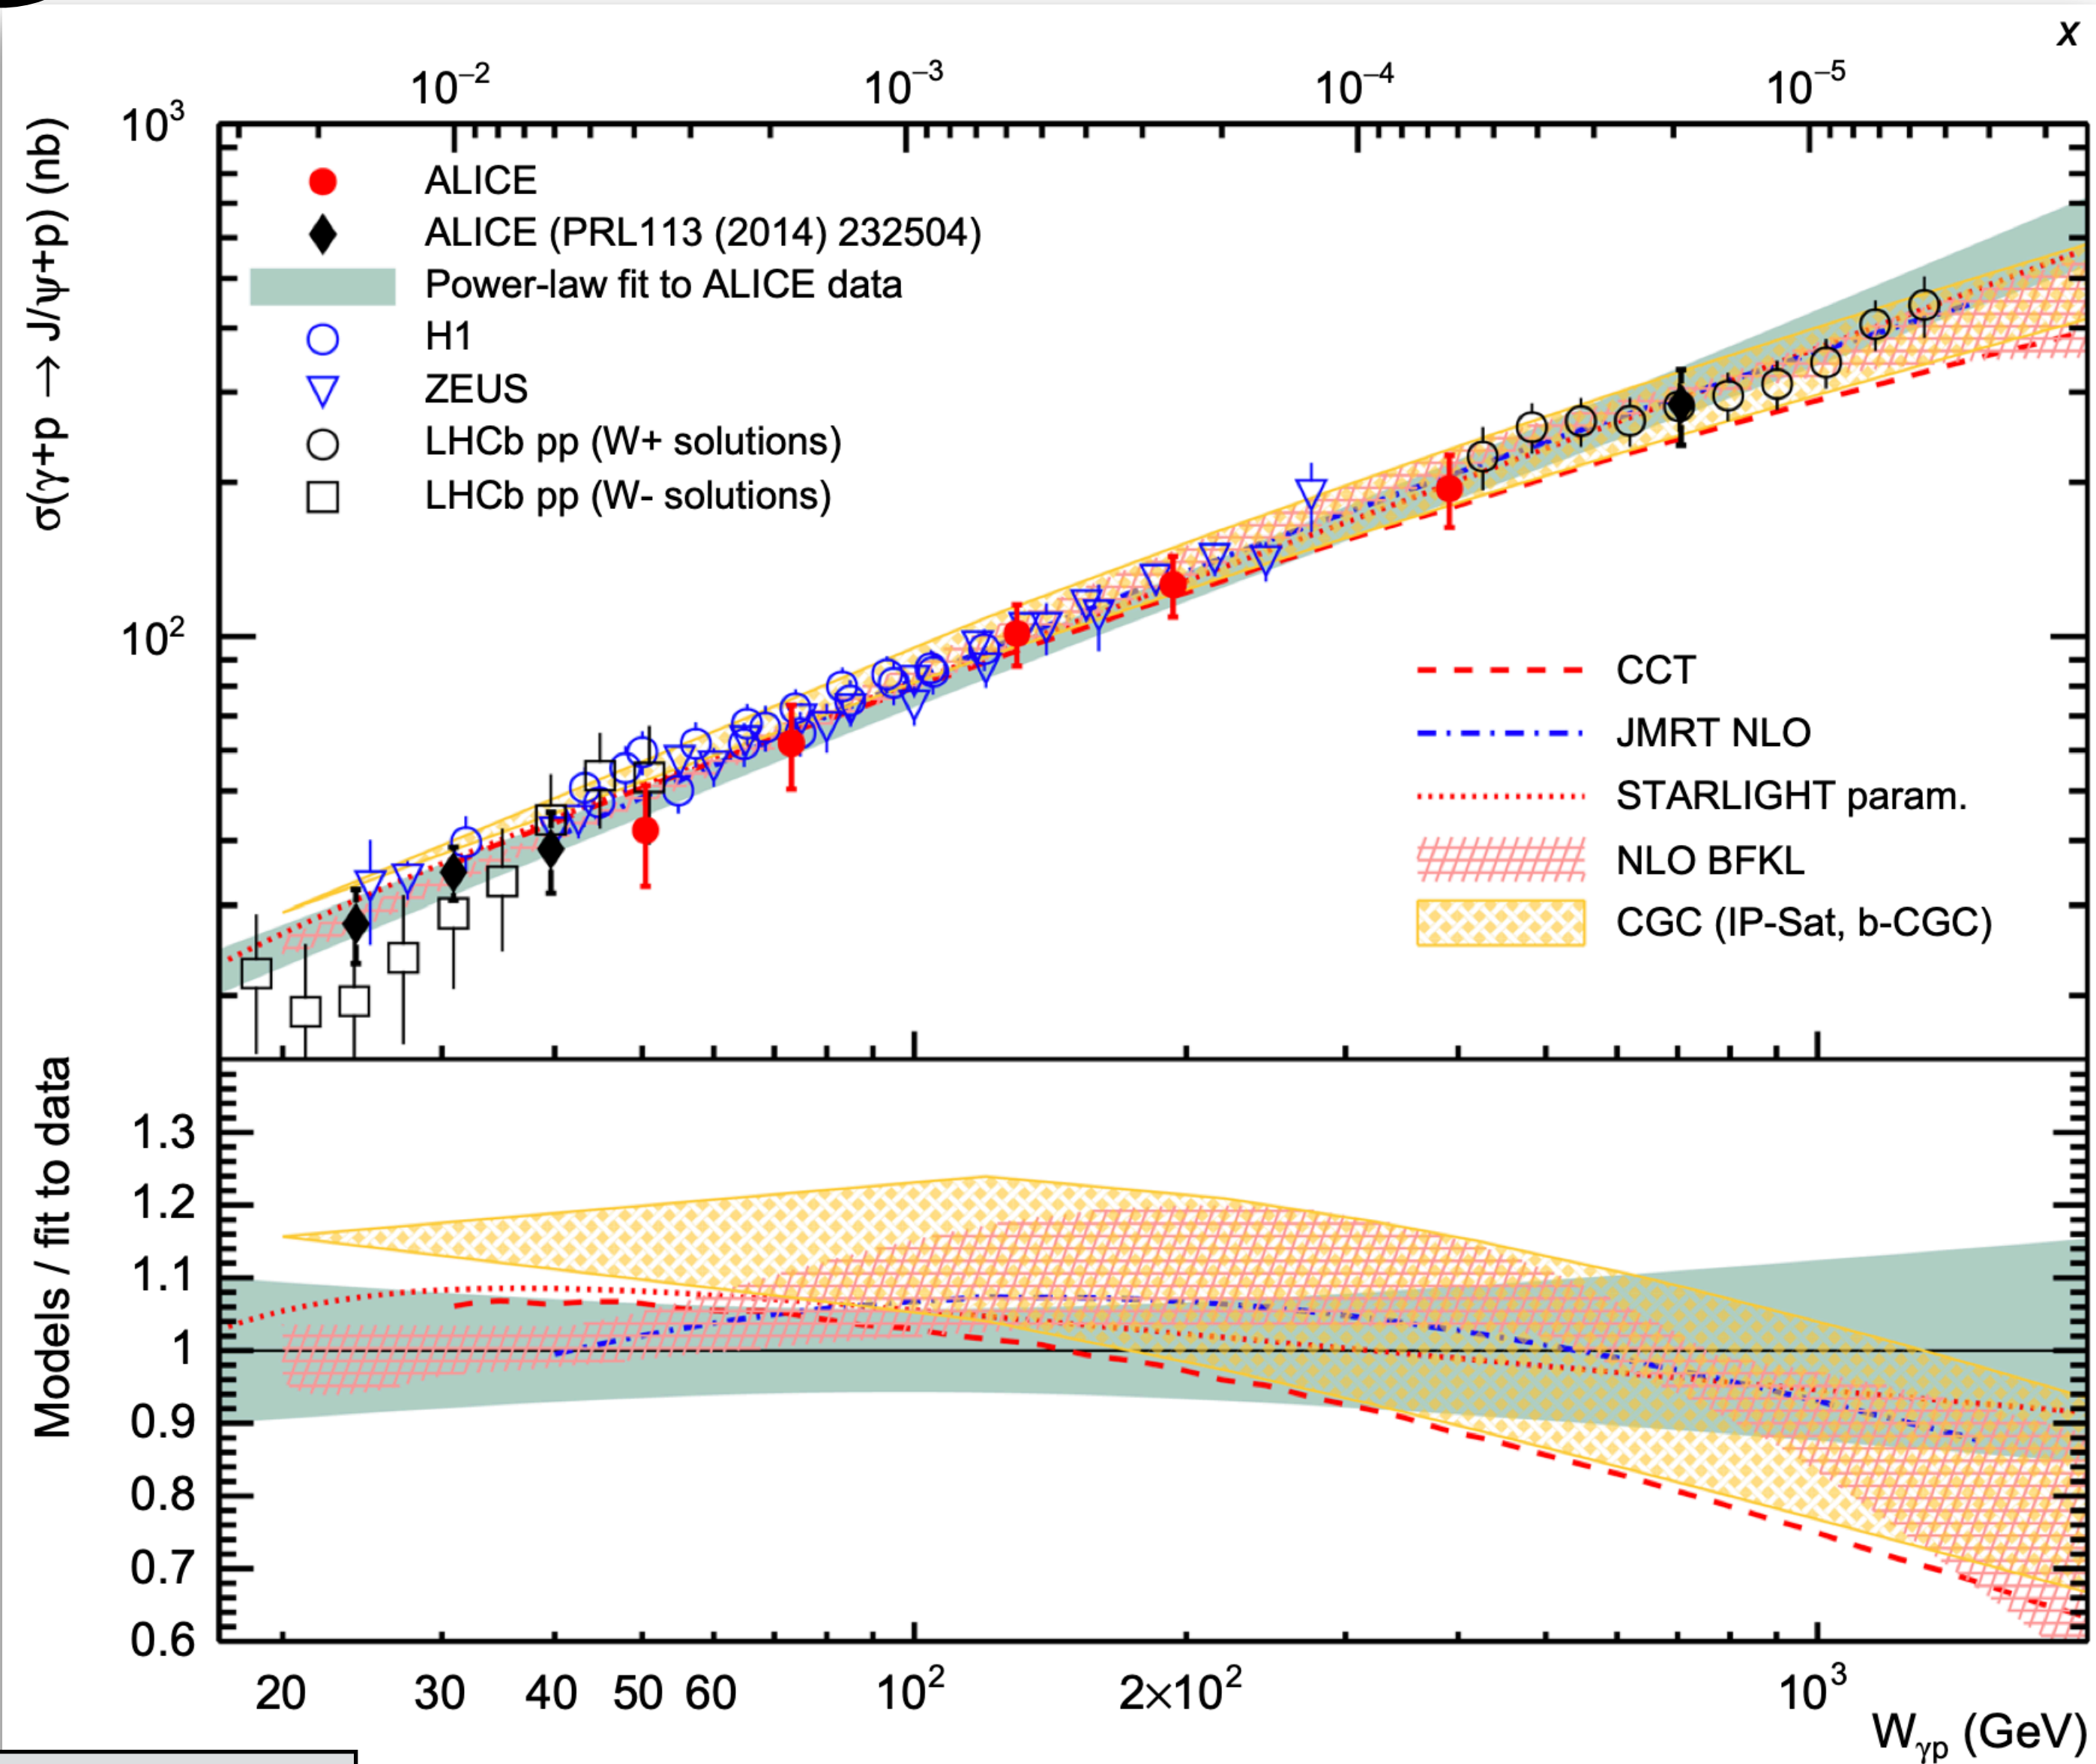 x
10⁻² 10⁻³ 10⁻⁴ 10⁻⁵
σ(γ+p → J/ψ+p) (nb)
10³
10²
ALICE
ALICE (PRL113 (2014) 232504)
Power-law fit to ALICE data
H1
ZEUS
LHCb pp (W+ solutions)
LHCb pp (W- solutions)
CCT
JMRT NLO
STARLIGHT param.
NLO BFKL
CGC (IP-Sat, b-CGC)
Models / fit to data
1.3
1.2
1.1
1
0.9
0.8
0.7
0.6
20 30 40 50 60 10² 2×10² 10³
W_γp (GeV)